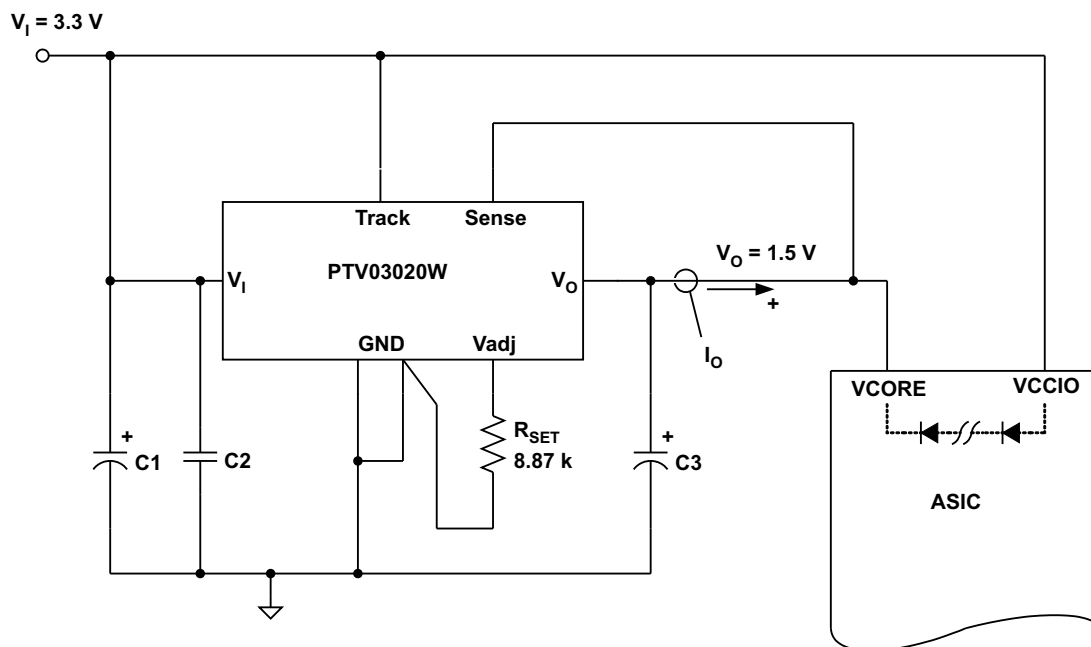 V_I = 3.3 V
Track
Sense
PTV03020W
V_I
V_O
V_O = 1.5 V
+
GND
Vadj
I_O
VCORE
VCCIO
+
C1
C2
R_SET
8.87 k
+
C3
ASIC